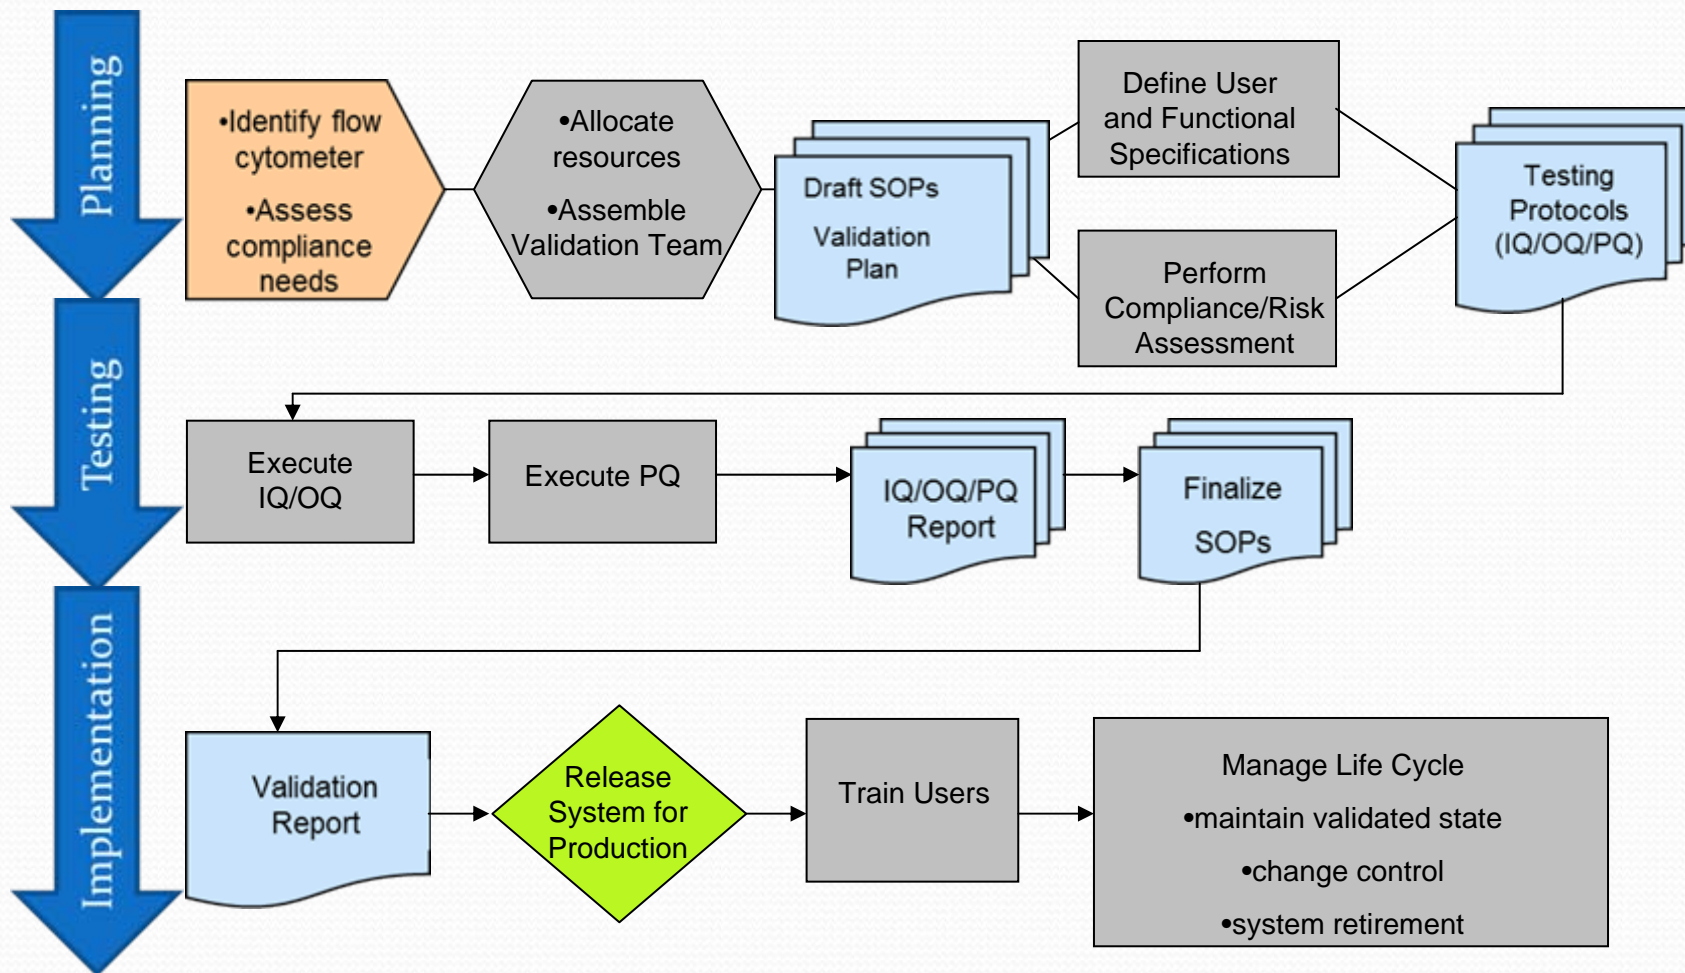 Planning
•Identify flow
cytometer
•Assess
compliance
needs
•Allocate
resources
•Assemble
Validation Team
Draft SOPs
Validation
Plan
Define User
and Functional
Specifications
Perform
Compliance/Risk
Assessment
Testing
Protocols
(IQ/OQ/PQ)
Testing
Execute
IQ/OQ
Execute PQ
IQ/OQ/PQ
Report
Finalize
SOPs
Implementation
Validation
Report
Release
System for
Production
Train Users
Manage Life Cycle
•maintain validated state
•change control
•system retirement